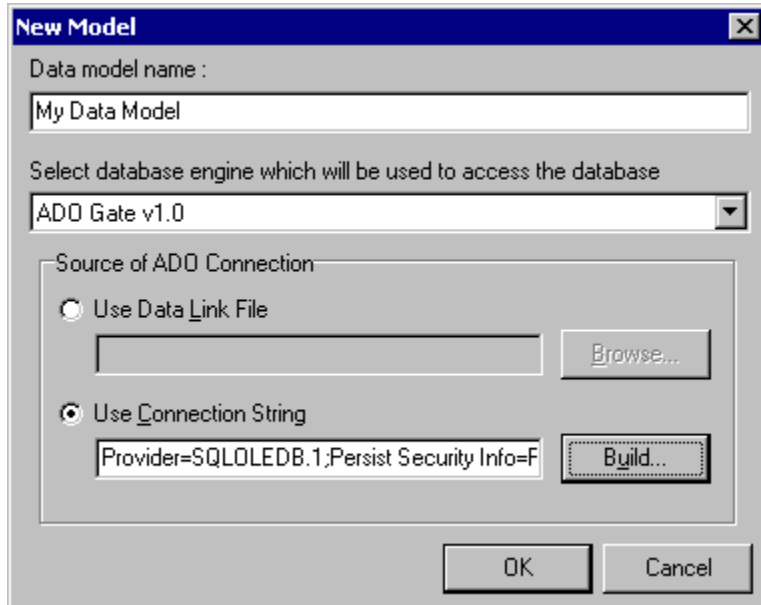 New Model
Data model name :
My Data Model
Select database engine which will be used to access the database
ADO Gate v1.0
Source of ADO Connection
Use Data Link File
Browse...
Use Connection String
Provider=SQLOLEDB.1;Persist Security Info=F
Build...
OK
Cancel